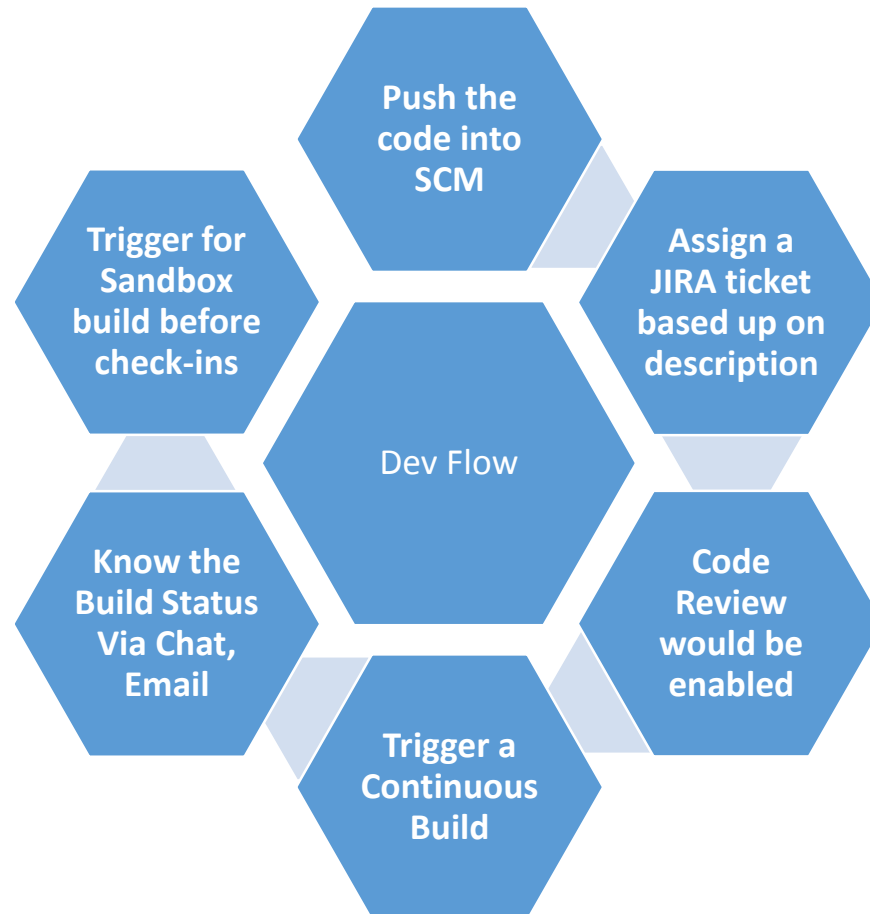 Push the
code into
SCM
Assign a
JIRA ticket
based up on
description
Code
Review
would be
enabled
Trigger a
Continuous
Build
Know the
Build Status
Via Chat,
Email
Trigger for
Sandbox
build before
check-ins
Dev Flow